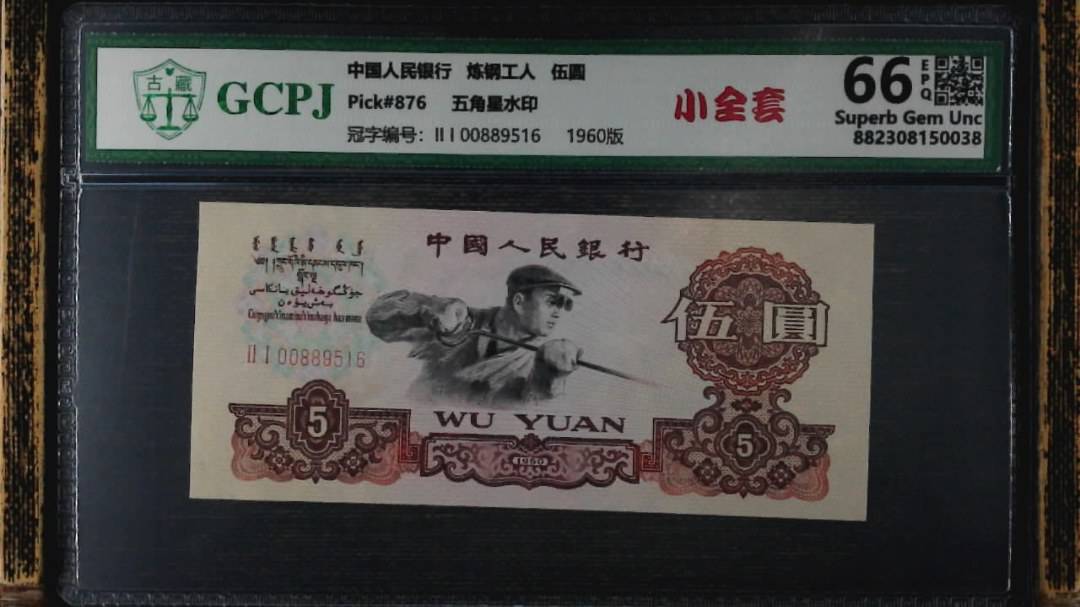 古藏
GCPJ
中国人民银行 炼钢工人 伍圆
Pick#876 五角星水印
冠字编号: II I 00889516 1960版
小全套
66 EPQ
Superb Gem Unc
882308150038
中國人民銀行
伍圓
II I 00889516
5
WU YUAN
1960
5